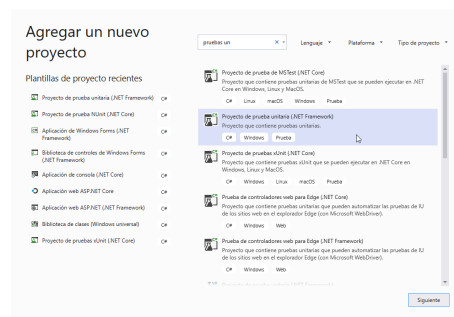 Agregar un nuevo
proyecto
pruebas un
Lenguaje
Plataforma
Tipo de proyecto
Plantillas de proyecto recientes
Proyecto de prueba unitaria (.NET Framework) C#
Proyecto de prueba NUnit (.NET Core) C#
Aplicación de Windows Forms (.NET
Framework) C#
Biblioteca de controles de Windows Forms
(.NET Framework) C#
Aplicación de consola (.NET Core) C#
Aplicación web ASP.NET Core C#
Aplicación web ASP.NET (.NET Framework) C#
Biblioteca de clases (Windows universal) C#
Proyecto de pruebas xUnit (.NET Core) C#
Proyecto de prueba de MSTest (.NET Core)
Proyecto que contiene pruebas unitarias de MSTest que se pueden ejecutar en .NET
Core en Windows, Linux y MacOS.
C# Linux macOS Windows Prueba
Proyecto de prueba unitaria (.NET Framework)
Proyecto que contiene pruebas unitarias.
C# Windows Prueba
Proyecto de pruebas xUnit (.NET Core)
Proyecto que contiene pruebas xUnit que se pueden ejecutar en .NET Core en
Windows, Linux y MacOS.
C# Windows Linux macOS Prueba
Prueba de controladores web para Edge (.NET Core)
Proyecto que contiene pruebas unitarias que pueden automatizar las pruebas de IU
de los sitios web en el explorador Edge (con Microsoft WebDriver).
C# Windows Web
Prueba de controladores web para Edge (.NET Framework)
Proyecto que contiene pruebas unitarias que pueden automatizar las pruebas de IU
de los sitios web en el explorador Edge (con Microsoft WebDriver).
C# Windows Web
Siguiente